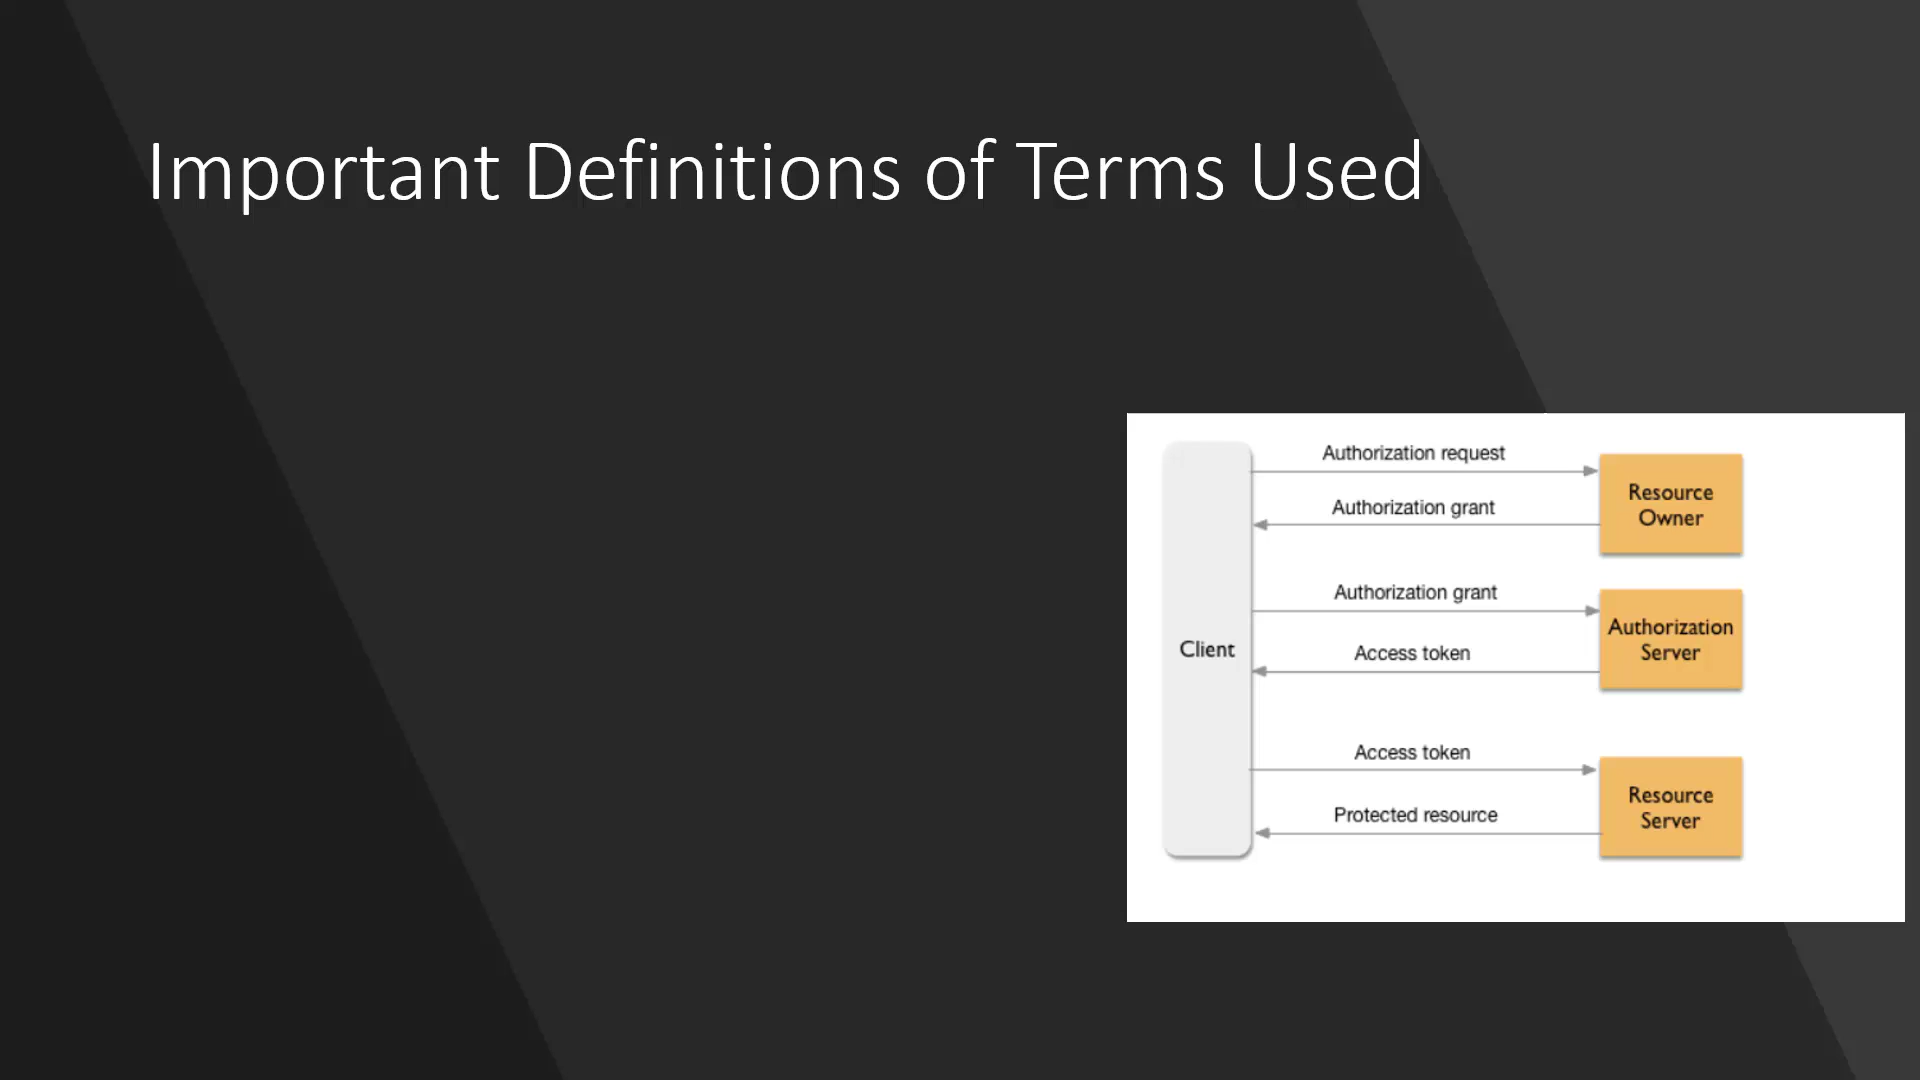 Important Definitions of Terms Used
Authorization request
Resource
Owner
Authorization grant
Authorization grant
Authorization
Server
Client
Access token
Access token
Resource
Server
Protected resource